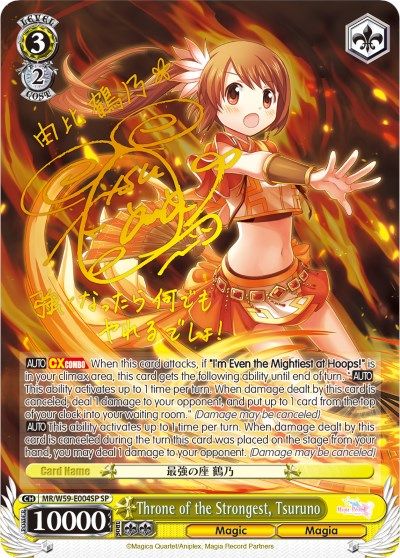 LEVEL
3
2
COST
由比鶴乃
強くなったら何でも
ヤれるでしょ!
AUTO CXCOMBO When this card attacks, if "I'm Even the Mightiest at Hoops!" is
in your climax area, this card gets the following ability until end of turn. "AUTO
This ability activates up to 1 time per turn. When damage dealt by this card is
canceled, deal 1 damage to your opponent, and put 1 card from the top
of your clock into your waiting room." (Damage may be canceled)
AUTO This ability activates up to 1 time per turn. When damage dealt by this card
is canceled during the turn this card was placed on the stage from your
hand, you may deal 2 damage to your opponent. (Damage may be canceled)
Card Name
最強の座 鶴乃
CH MR/W59-E004SP SP
Throne of the Strongest, Tsuruno
POWER
10000
SOUL
Magic
Magia
©Magica Quartet/Aniplex, Magia Record Partners